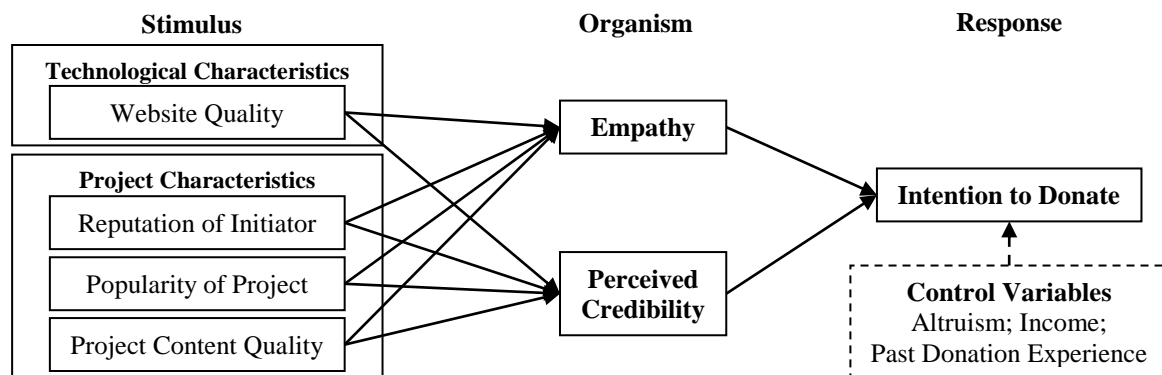 Stimulus
Organism
Response
Technological Characteristics
Website Quality
Project Characteristics
Reputation of Initiator
Popularity of Project
Project Content Quality
Empathy
Perceived
Credibility
Intention to Donate
Control Variables
Altruism; Income;
Past Donation Experience